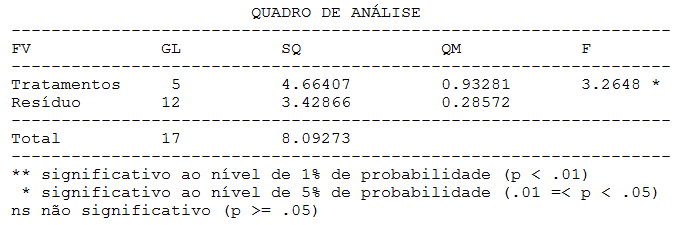 QUADRO DE ANÁLISE
--------------------------------------------------------------------
FV GL SQ QM F
--------------------------------------------------------------------
Tratamentos 5 4.66407 0.93281 3.2648 *
Resíduo 12 3.42866 0.28572
--------------------------------------------------------------------
Total 17 8.09273
--------------------------------------------------------------------
** significativo ao nível de 1% de probabilidade (p < .01)
* significativo ao nível de 5% de probabilidade (.01 =< p < .05)
ns não significativo (p >= .05)